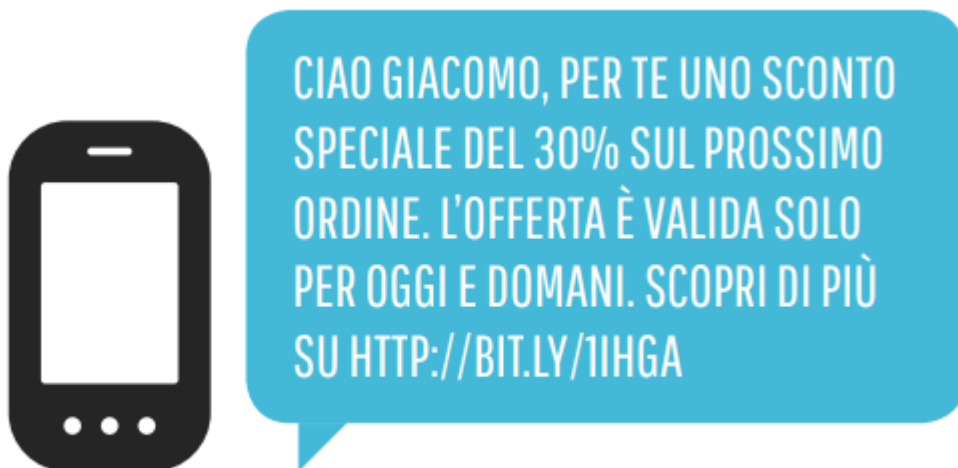 CIAO GIACOMO, PER TE UNO SCONTO
SPECIALE DEL 30% SUL PROSSIMO
ORDINE. L'OFFERTA È VALIDA SOLO
PER OGGI E DOMANI. SCOPRI DI PIÙ
SU HTTP://BIT.LY/1IHGA